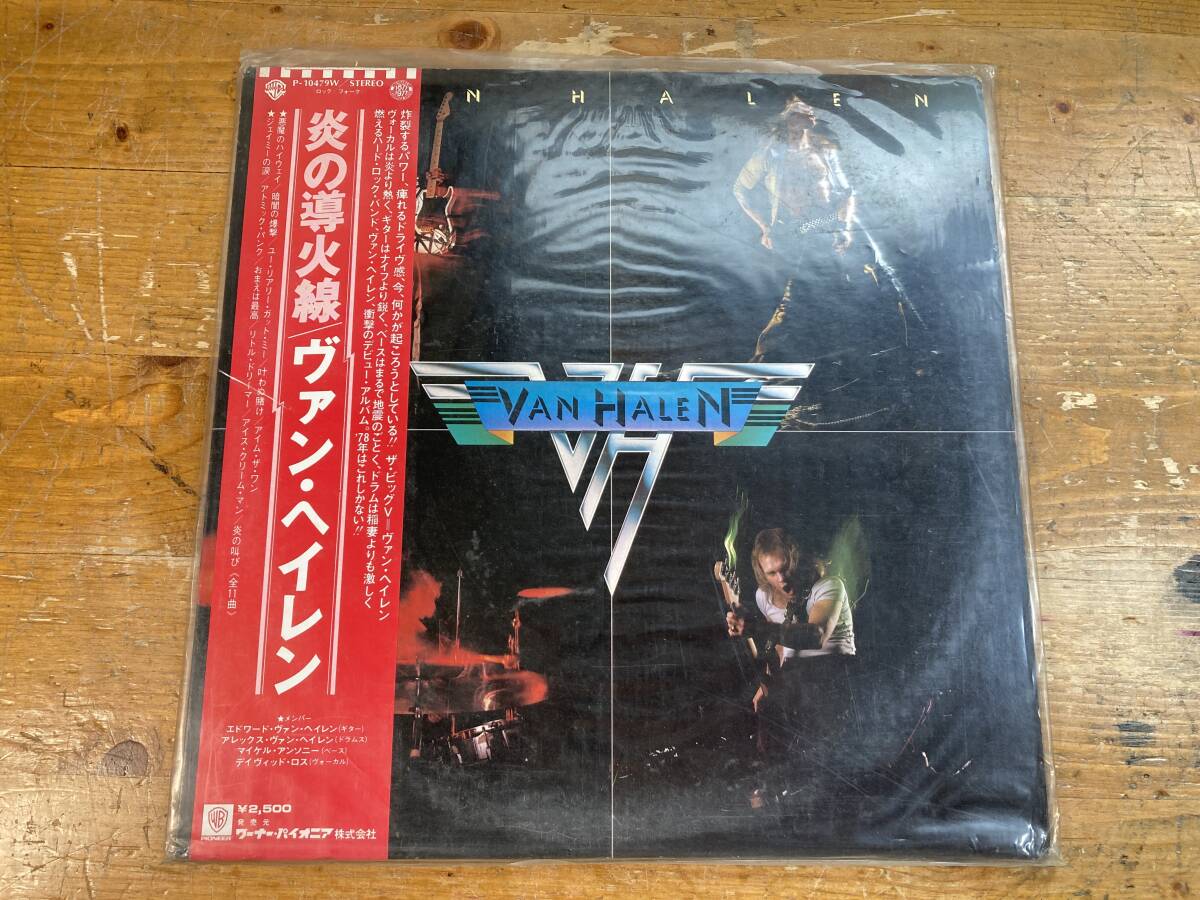 P-10479W/STEREO
ロック フォーク
炸裂するパワー、痺れるドライヴ感、今、何かが起ころうとしている!! ザ・ビッグV=ヴァン・ヘイレン
ヴォーカルは炎より熱く、ギターはナイフより鋭く、ベースはまるで地震のごとく、ドラムは稲妻よりも激しく
燃えるハード・ロック・バンド、ヴァン・ヘイレン、衝撃のデビュー・アルバム。'78年はこれしかない!!
炎の導火線/ヴァン・ヘイレン
★悪魔のハイウェイ/暗闇の爆撃/ユー・リアリー・ガット・ミー/叶わぬ賭け/アイム・ザ・ワン
★ジェイミーの涙/アトミック・パンク/おまえは最高/リトル・ドリーマー/アイス・クリーム・マン/炎の叫び〈全11曲〉
★メンバー
エドワード・ヴァン・ヘイレン(ギター)
アレックス・ヴァン・ヘイレン(ドラムス)
マイケル・アンソニー(ベース)
デイヴィッド・ロス(ヴォーカル)
¥2,500
発売元
ワーナー・パイオニア株式会社
PIONEER
N HALEN
VAN HALEN